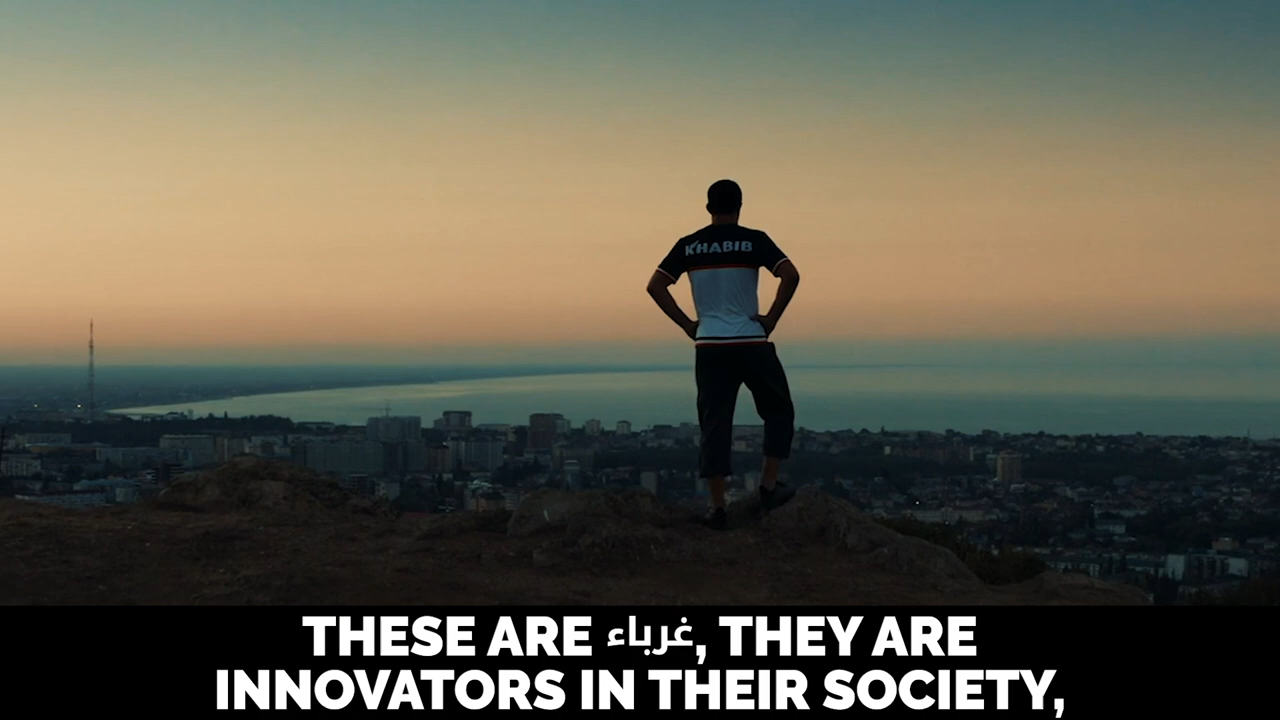 KHABIB
THESE ARE غرباء, THEY ARE
INNOVATORS IN THEIR SOCIETY,